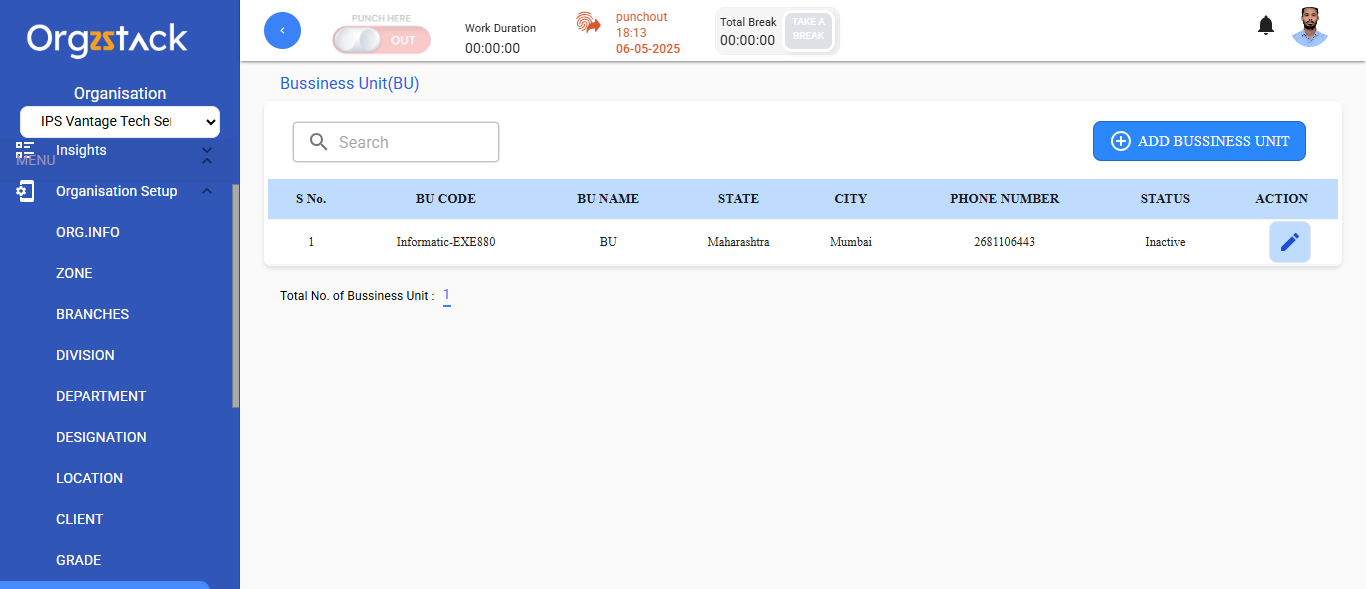 Orgzstack
Organisation
IPS Vantage Tech Ser
Insights
MENU
Organisation Setup
ORG.INFO
ZONE
BRANCHES
DIVISION
DEPARTMENT
DESIGNATION
LOCATION
CLIENT
GRADE
PUNCH HERE
OUT
Work Duration
00:00:00
punchout
18:13
06-05-2025
Total Break
00:00:00
TAKE A
BREAK
Bussiness Unit(BU)
Search
ADD BUSSINESS UNIT
S No. BU CODE BU NAME STATE CITY PHONE NUMBER STATUS ACTION
1 Informatic-EXE880 BU Maharashtra Mumbai 2681106443 Inactive
Total No. of Bussiness Unit : 1